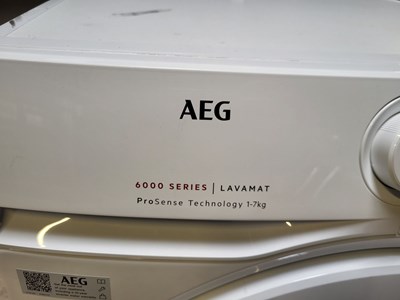 AEG
6000 SERIES | LAVAMAT
ProSense Technology 1-7kg
AEG